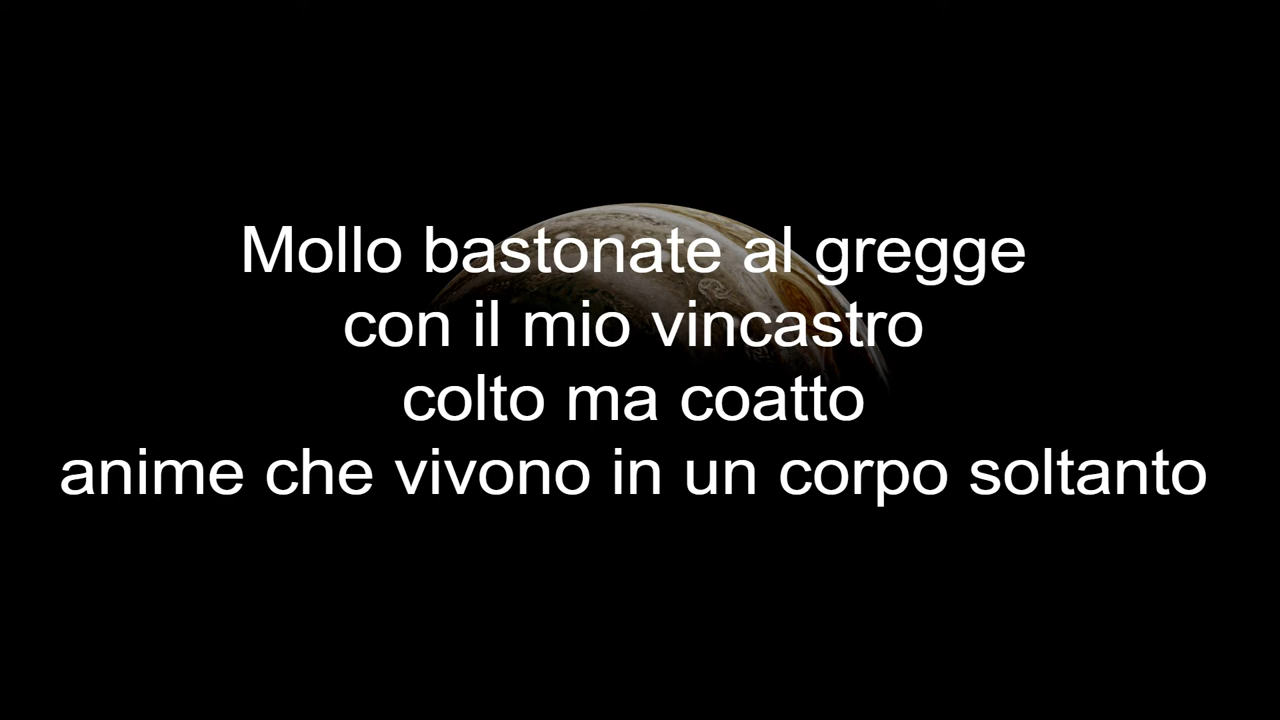 Mollo bastonate al gregge
con il mio vincastro
colto ma coatto
anime che vivono in un corpo soltanto